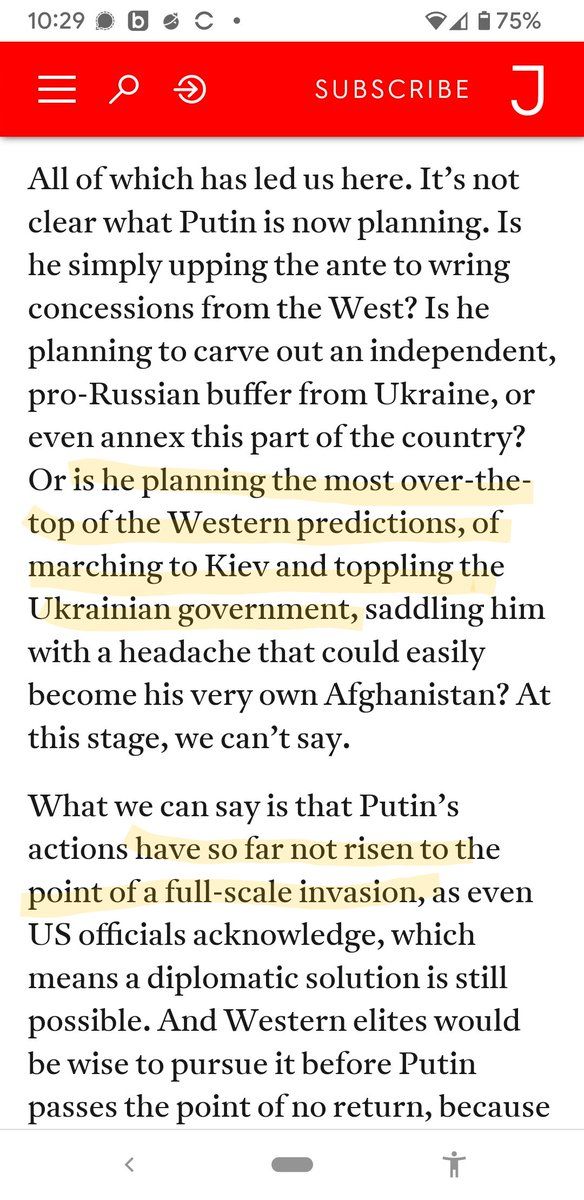 10:29
75%
SUBSCRIBE J
All of which has led us here. It’s not
clear what Putin is now planning. Is
he simply upping the ante to wring
concessions from the West? Is he
planning to carve out an independent,
pro-Russian buffer from Ukraine, or
even annex this part of the country?
Or is he planning the most over-the-
top of the Western predictions, of
marching to Kiev and toppling the
Ukrainian government, saddling him
with a headache that could easily
become his very own Afghanistan? At
this stage, we can’t say.
What we can say is that Putin’s
actions have so far not risen to the
point of a full-scale invasion, as even
US officials acknowledge, which
means a diplomatic solution is still
possible. And Western elites would
be wise to pursue it before Putin
passes the point of no return, because